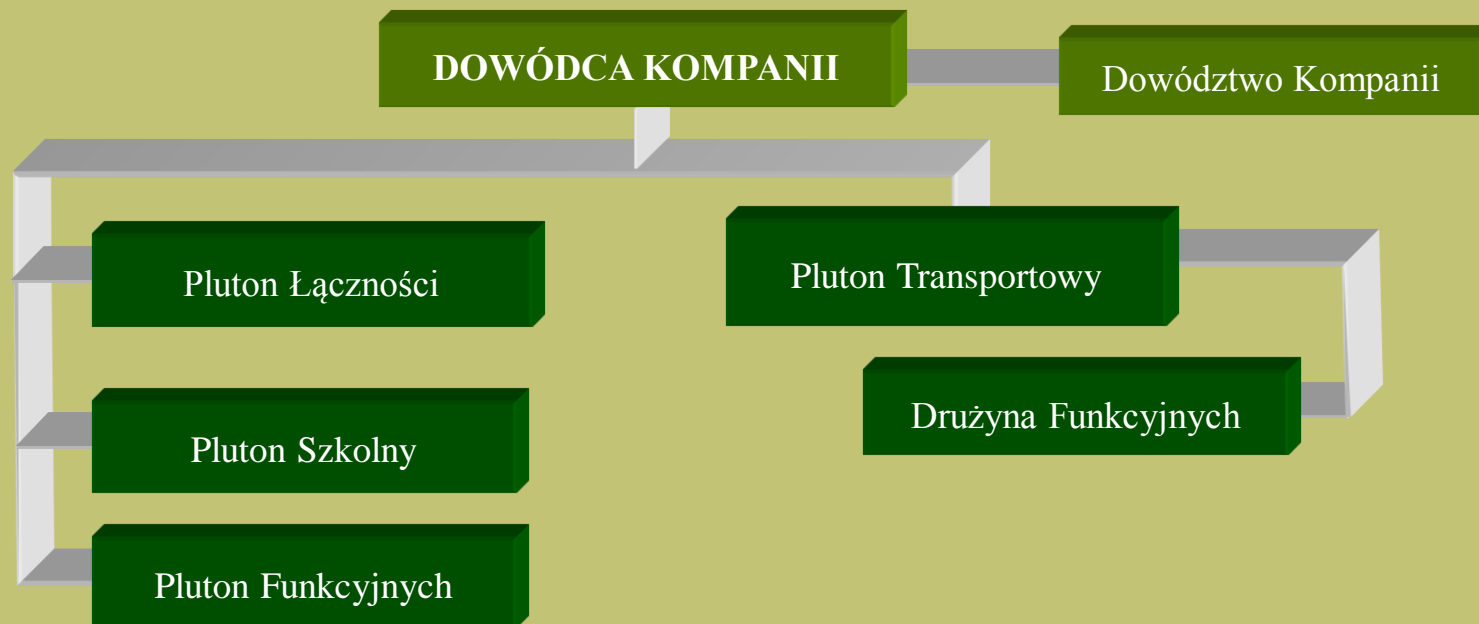 DOWÓDCA KOMPANII
Dowództwo Kompanii
Pluton Łączności
Pluton Transportowy
Drużyna Funkcyjnych
Pluton Szkolny
Pluton Funkcyjnych